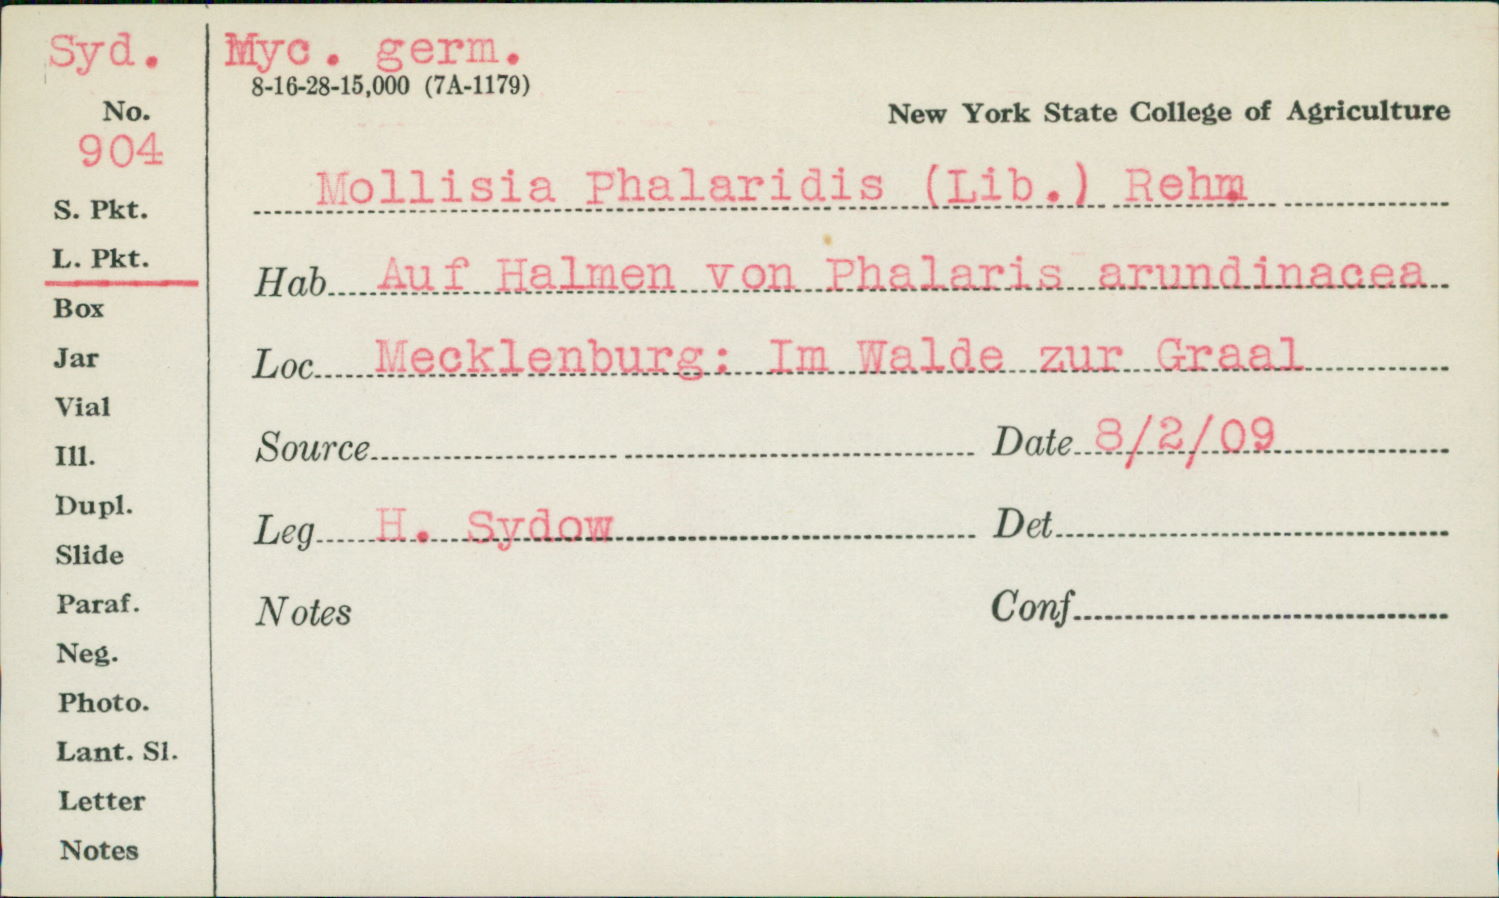 Syd. Myc. germ.
8-16-28-15,000 (7A-1179)
No.
New York State College of Agriculture
904
Mollisia Phalaridis (Lib.) Rehm
S. Pkt.
L. Pkt.
Hab. Auf Halmen von Phalaris arundinacea
Box
Jar
Loc. Mecklenburg: Im Walde zur Graal
Vial
Ill.
Source Date 8/2/09
Dupl.
Leg. H. Sydow Det.
Slide
Paraf.
Notes Conf.
Neg.
Photo.
Lant. Sl.
Letter
Notes